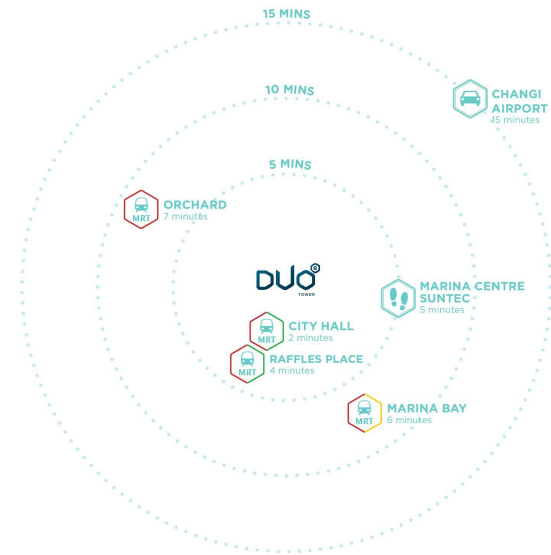 15 MINS
CHANGI
AIRPORT
15 minutes
10 MINS
5 MINS
ORCHARD
MRT
7 minutes
DUO
TOWER
MARINA CENTRE
SUNTEC
5 minutes
CITY HALL
MRT
2 minutes
RAFFLES PLACE
MRT
4 minutes
MARINA BAY
MRT
6 minutes